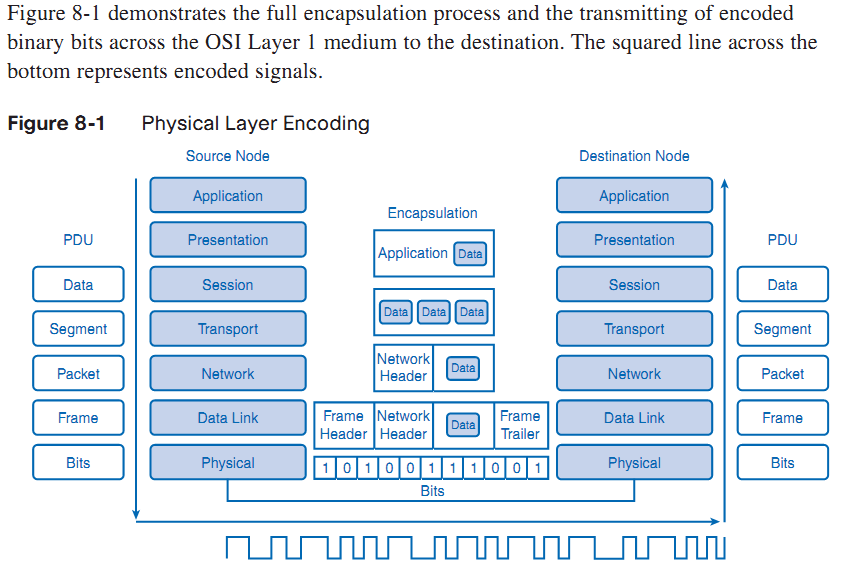 Figure 8-1 demonstrates the full encapsulation process and the transmitting of encoded
binary bits across the OSI Layer 1 medium to the destination. The squared line across the
bottom represents encoded signals.
Figure 8-1 Physical Layer Encoding
Source Node
Destination Node
Application
Presentation
Session
Transport
Network
Data Link
Physical
PDU
Data
Segment
Packet
Frame
Bits
Encapsulation
Application Data
Data Data Data
Network
Header
Data
Frame
Header
Network
Header
Data
Frame
Trailer
1 0 1 0 0 1 1 1 0 0 1
Bits
Application
Presentation
Session
Transport
Network
Data Link
Physical
PDU
Data
Segment
Packet
Frame
Bits